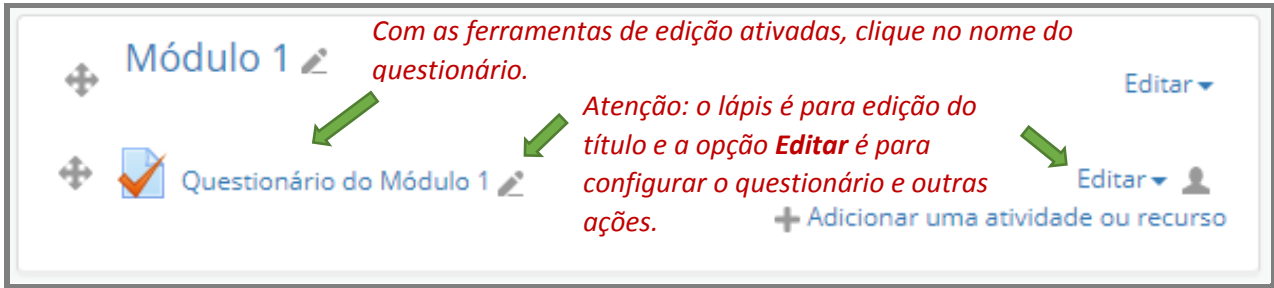 Módulo 1
Com as ferramentas de edição ativadas, clique no nome do
questionário.
Editar
Atenção: o lápis é para edição do
título e a opção Editar é para
configurar o questionário e outras
ações.
Questionário do Módulo 1
Editar
Adicionar uma atividade ou recurso